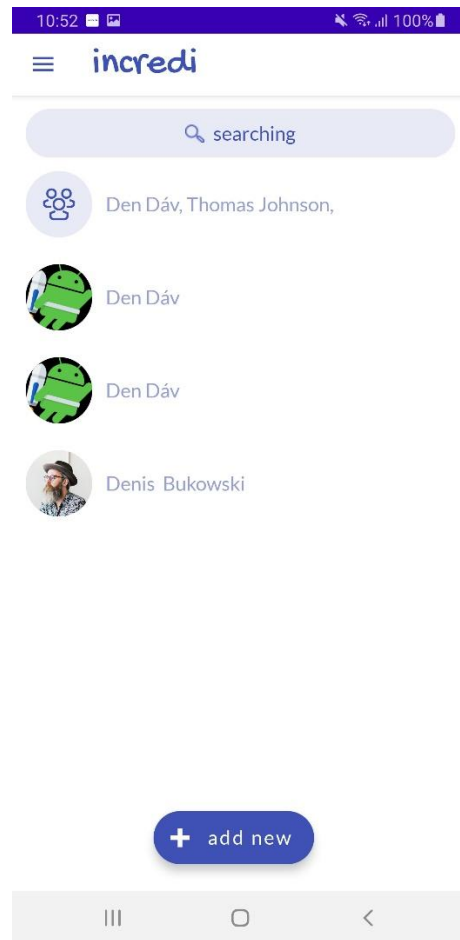 10:52 100%
incredi
searching
Den Dáv, Thomas Johnson,
Den Dáv
Den Dáv
Denis Bukowski
+ add new